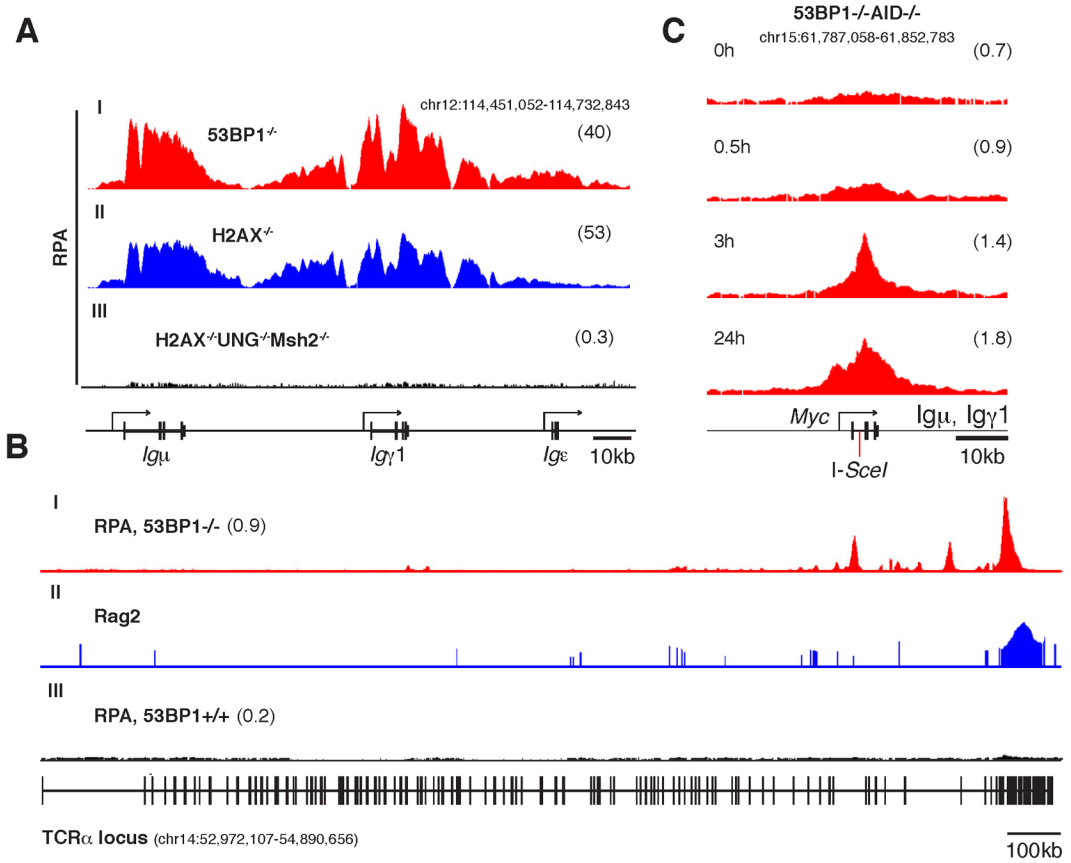 A
I
chr12:114,451,052-114,732,843
53BP1-/-
(40)
RPA
II
H2AX-/-
(53)
III
H2AX-/-UNG-/-Msh2-/-
(0.3)
Igμ
Igγ1
Igε
10kb
C
53BP1-/-AID-/-
chr15:61,787,058-61,852,783
0h
(0.7)
0.5h
(0.9)
3h
(1.4)
24h
(1.8)
Myc
Igμ, Igγ1
I-SceI
10kb
B
I
RPA, 53BP1-/- (0.9)
II
Rag2
III
RPA, 53BP1+/+ (0.2)
TCRα locus (chr14:52,972,107-54,890,656)
100kb